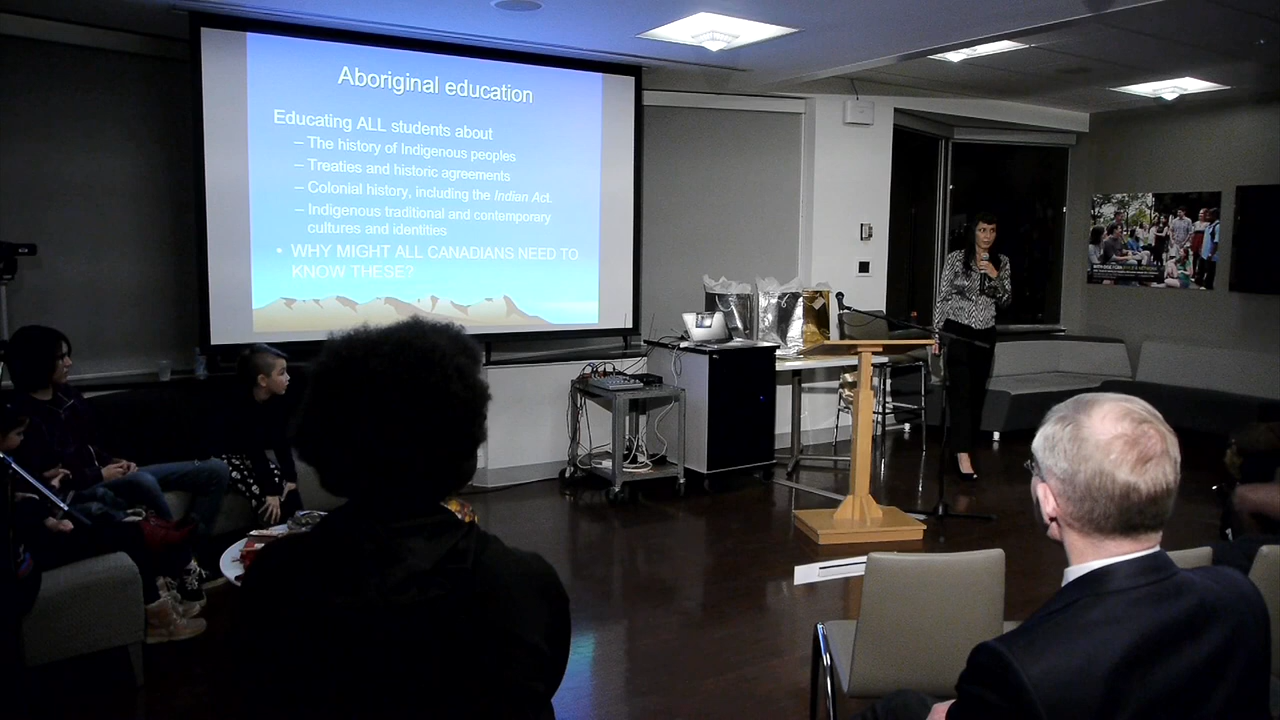 Aboriginal education
Educating ALL students about
– The history of Indigenous peoples
– Treaties and historic agreements
– Colonial history, including the Indian Act.
– Indigenous traditional and contemporary
cultures and identities
• WHY MIGHT ALL CANADIANS NEED TO
KNOW THESE?